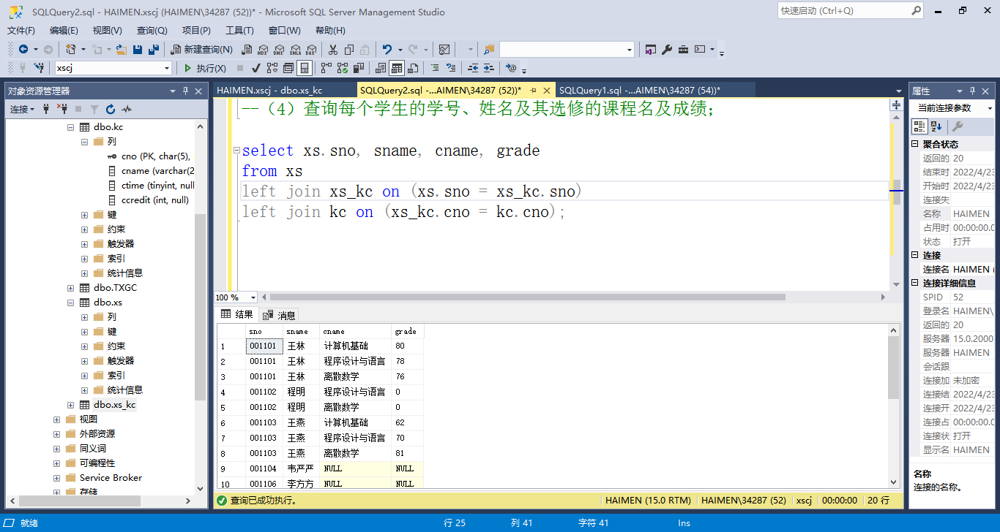 SQLQuery2.sql - HAIMEN.xscj (HAIMEN\34287 (52))* - Microsoft SQL Server Management Studio
快速启动 (Ctrl+Q)
文件(F) 编辑(E) 视图(V) 查询(Q) 项目(P) 工具(T) 窗口(W) 帮助(H)
新建查询(N) MDX DMX XMLA DAX
xscj 执行(X)
对象资源管理器
连接
dbo.kc
列
cno (PK, char(5),
cname (varchar(2
ctime (tinyint, null
ccredit (int, null)
键
约束
触发器
索引
统计信息
dbo.TXGC
dbo.xs
列
键
约束
触发器
索引
统计信息
dbo.xs_kc
视图
外部资源
同义词
可编程性
Service Broker
存储
HAIMEN.xscj - dbo.xs_kc
SQLQuery2.sql -...AIMEN\34287 (52))*
SQLQuery1.sql -...AIMEN\34287 (54))*
--（4）查询每个学生的学号、姓名及其选修的课程名及成绩；
select xs.sno, sname, cname, grade
from xs
left join xs_kc on (xs.sno = xs_kc.sno)
left join kc on (xs_kc.cno = kc.cno);
100 %
结果 消息
sno sname cname grade
1 001101 王林 计算机基础 80
2 001101 王林 程序设计与语言 78
3 001101 王林 离散数学 76
4 001102 程明 程序设计与语言 0
5 001102 程明 离散数学 0
6 001103 王燕 计算机基础 62
7 001103 王燕 程序设计与语言 70
8 001103 王燕 离散数学 81
9 001104 韦严严 NULL NULL
10 001106 李方方 NULL NULL
查询已成功执行。
HAIMEN (15.0 RTM) HAIMEN\34287 (52) xscj 00:00:00 20 行
属性
当前连接参数
聚合状态
返回的 20
结束时 2022/4/23
开始时 2022/4/23
连接失
名称 HAIMEN
占用时 00:00:00.0
状态 打开
连接
连接名 HAIMEN (
连接详细信息
SPID 52
登录名 HAIMEN\
返回的 20
服务器 15.0.2000
服务器 HAIMEN
会话跟
连接加 未加密
连接结 2022/4/23
连接开 2022/4/23
连接占 00:00:00.0
连接状 打开
显示名 HAIMEN
名称
连接的名称。
就绪 行 25 列 41 字符 41 Ins